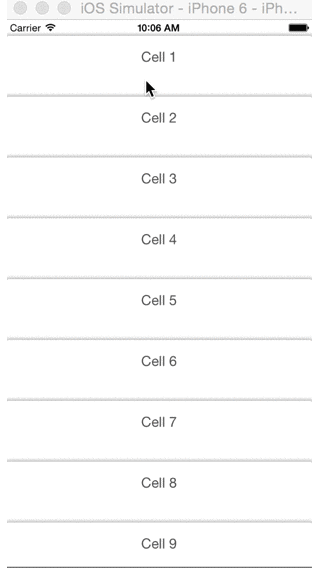 iOS Simulator - iPhone 6 - iPh...
Carrier 10:06 AM
Cell 1
Cell 2
Cell 3
Cell 4
Cell 5
Cell 6
Cell 7
Cell 8
Cell 9